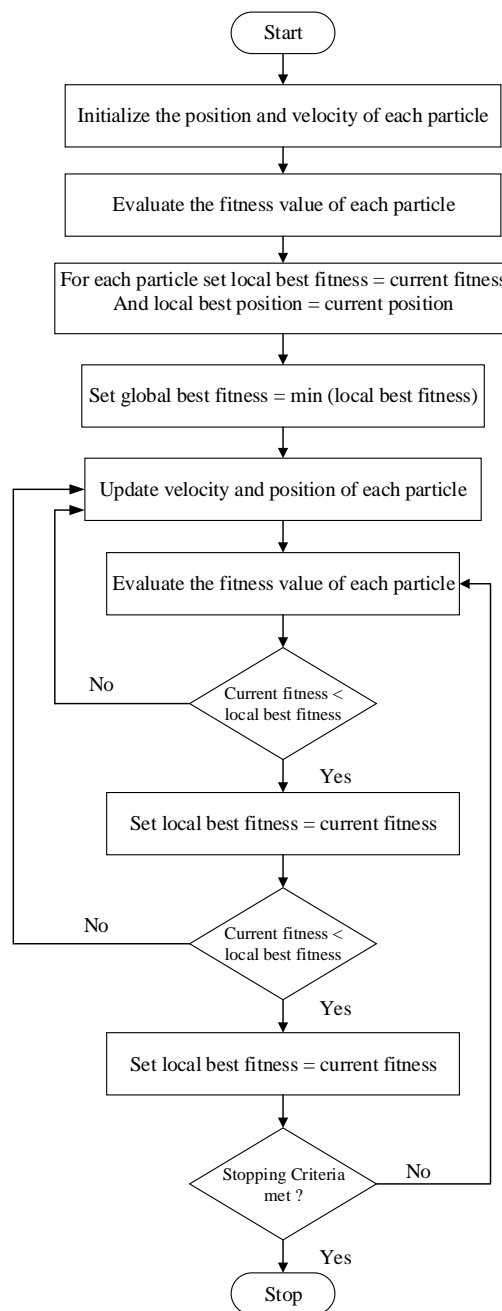 Start
Initialize the position and velocity of each particle
Evaluate the fitness value of each particle
For each particle set local best fitness = current fitness
And local best position = current position
Set global best fitness = min (local best fitness)
Update velocity and position of each particle
Evaluate the fitness value of each particle
No
Current fitness <
local best fitness
Yes
Set local best fitness = current fitness
No
Current fitness <
local best fitness
Yes
Set local best fitness = current fitness
Stopping Criteria
met ?
No
Yes
Stop